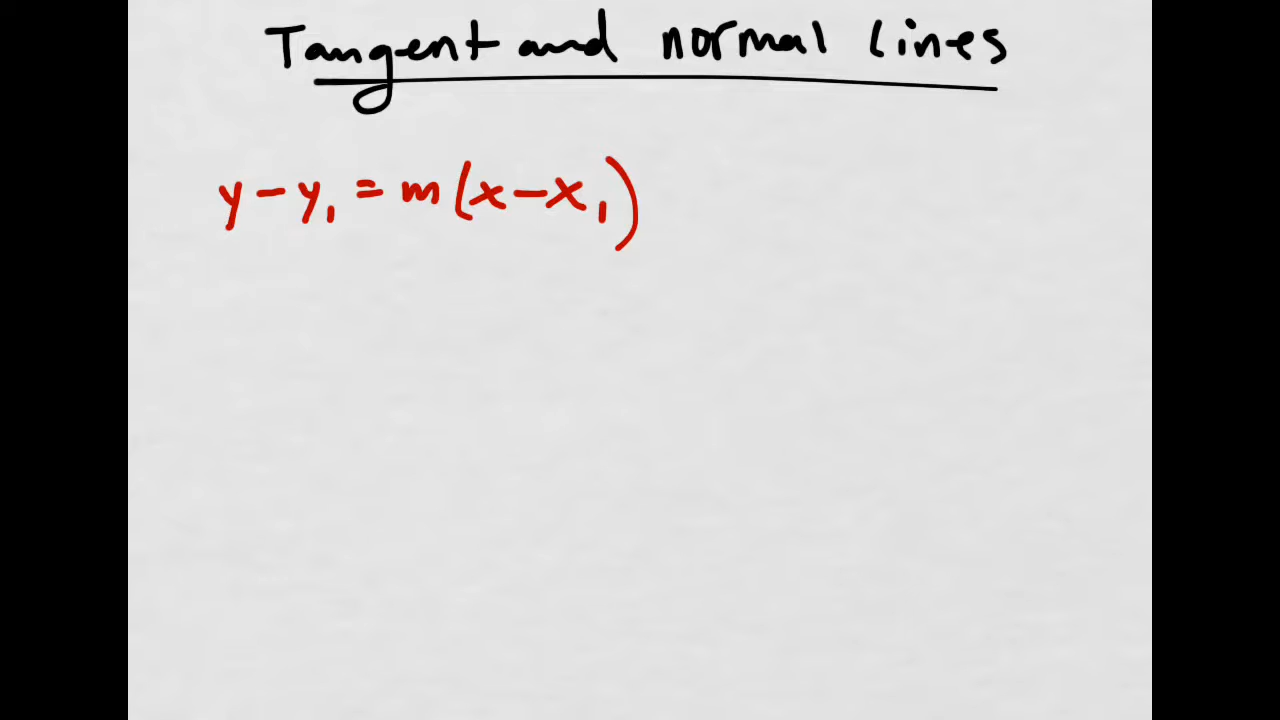 Tangent and normal lines
y - y₁ = m(x - x₁)